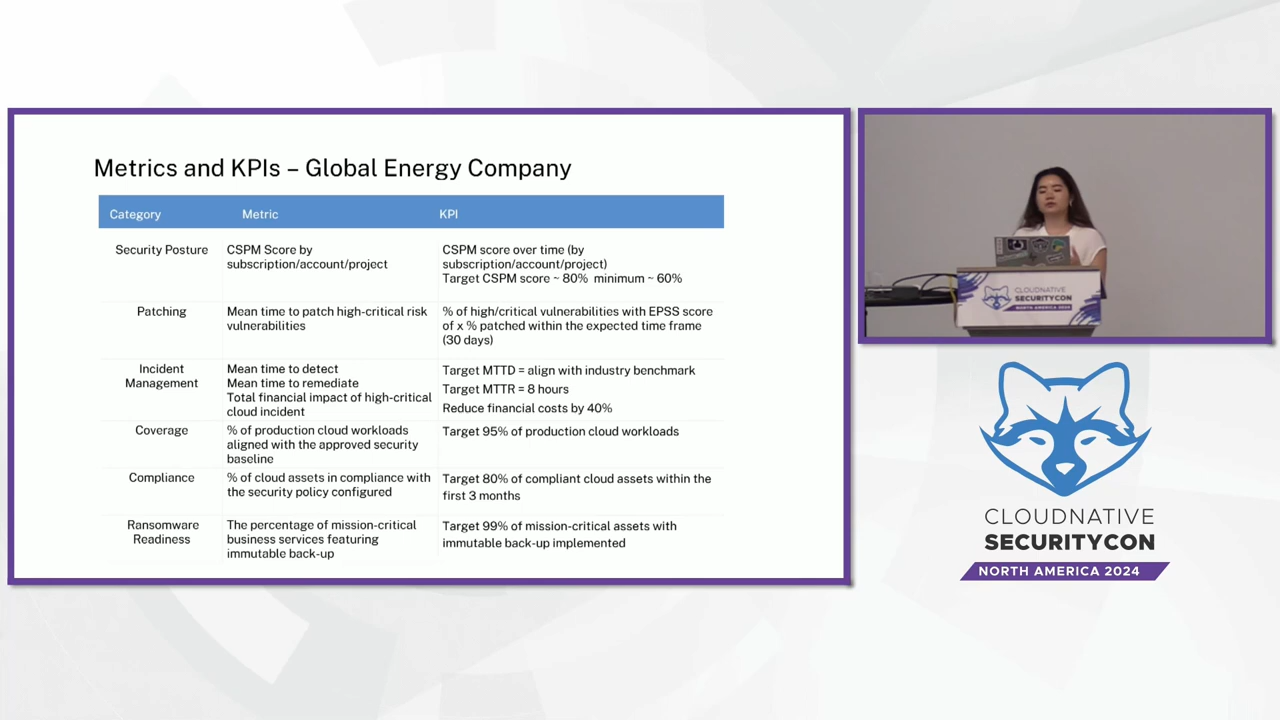 Metrics and KPIs – Global Energy Company
Category Metric KPI
Security Posture
CSPM Score by
subscription/account/project
CSPM score over time (by
subscription/account/project)
Target CSPM score ~ 80% minimum ~ 60%
Patching
Mean time to patch high-critical risk
vulnerabilities
% of high/critical vulnerabilities with EPSS score
of x % patched within the expected time frame
(30 days)
Incident
Management
Mean time to detect
Mean time to remediate
Total financial impact of high-critical
cloud incident
Target MTTD = align with industry benchmark
Target MTTR = 8 hours
Reduce financial costs by 40%
Coverage
% of production cloud workloads
aligned with the approved security
baseline
Target 95% of production cloud workloads
Compliance
% of cloud assets in compliance with
the security policy configured
Target 80% of compliant cloud assets within the
first 3 months
Ransomware
Readiness
The percentage of mission-critical
business services featuring
immutable back-up
Target 99% of mission-critical assets with
immutable back-up implemented
CLOUDNATIVE
SECURITYCON
NORTH AMERICA 2024
CLOUDNATIVE
SECURITYCON
NORTH AMERICA 2024